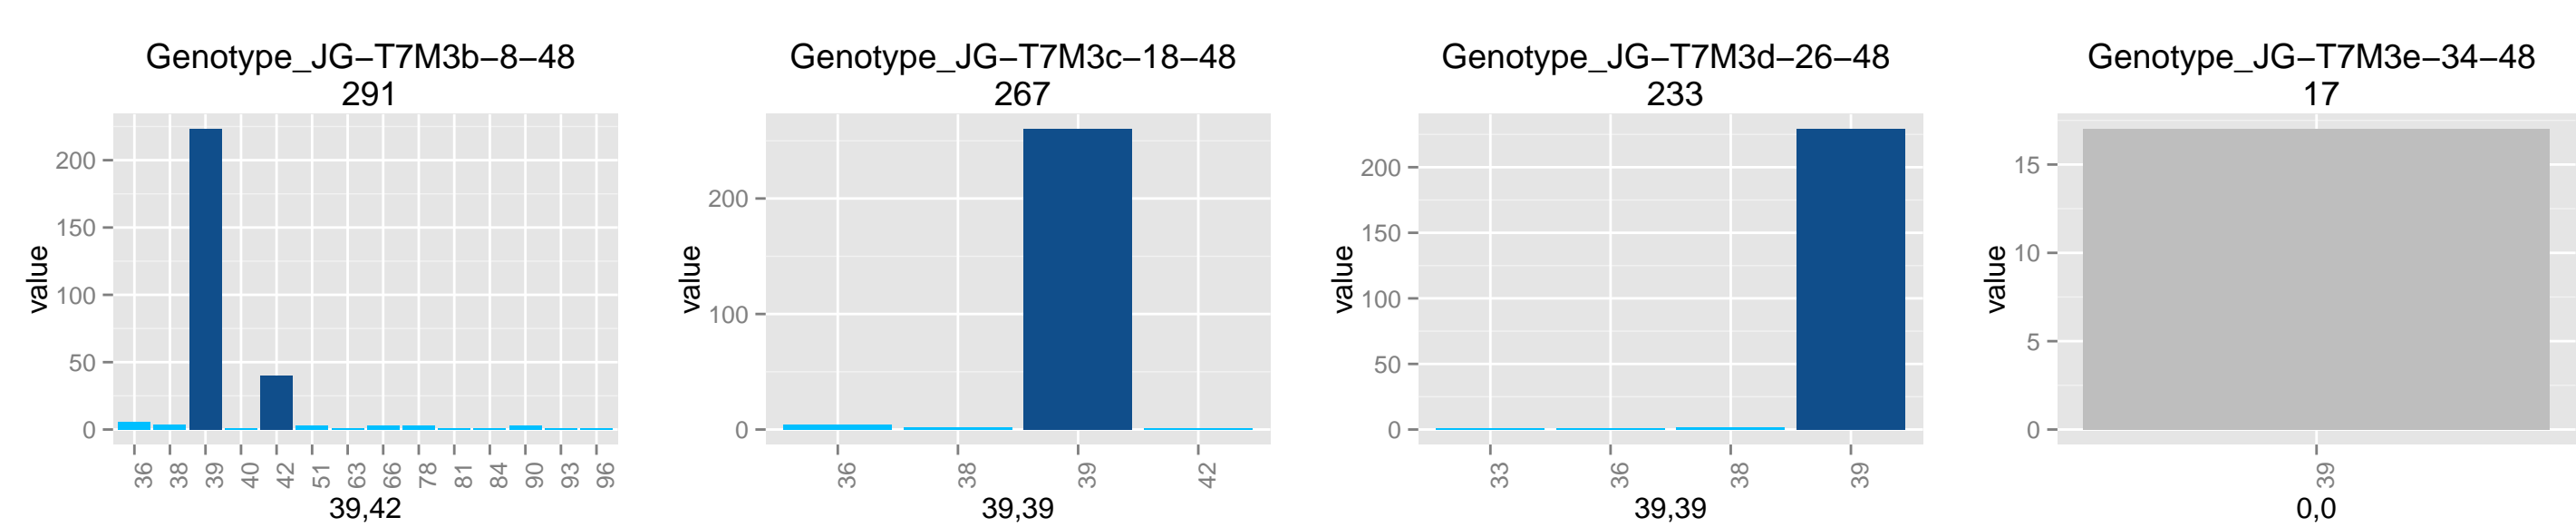 Genotype_JG−T7M3b−8−48
291
value
200
150
100
50
0
36 38 39 40 42 51 63 66 78 81 84 90 93 96
39,42
Genotype_JG−T7M3c−18−48
267
value
200
100
0
36 38 39 42
39,39
Genotype_JG−T7M3d−26−48
233
value
200
150
100
50
0
33 36 38 39
39,39
Genotype_JG−T7M3e−34−48
17
value
15
10
5
0
39
0,0